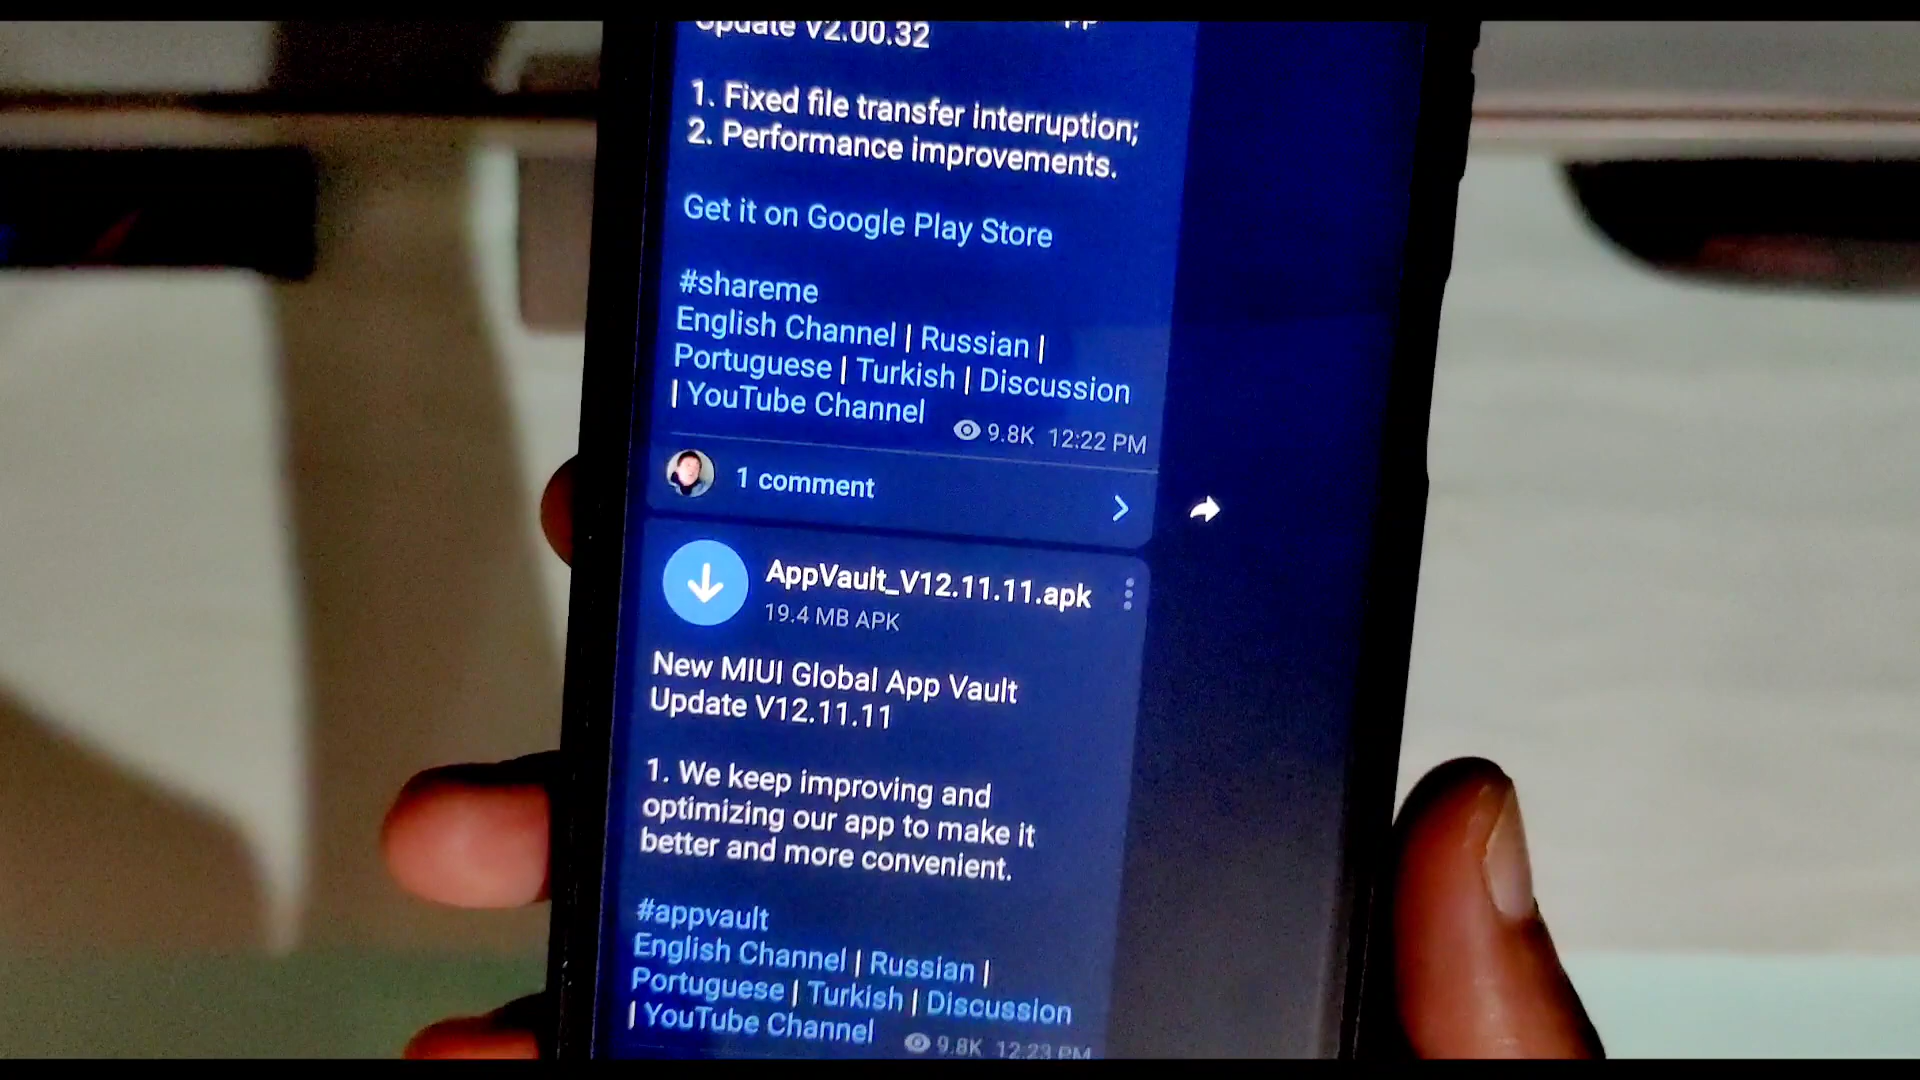 Update V2.00.32
1. Fixed file transfer interruption;
2. Performance improvements.
Get it on Google Play Store
#shareme
English Channel | Russian |
Portuguese | Turkish | Discussion
| YouTube Channel
9.8K 12:22 PM
1 comment
AppVault_V12.11.11.apk
19.4 MB APK
New MIUI Global App Vault
Update V12.11.11
1. We keep improving and
optimizing our app to make it
better and more convenient.
#appvault
English Channel | Russian |
Portuguese | Turkish | Discussion
| YouTube Channel
9.8K 12:23 PM